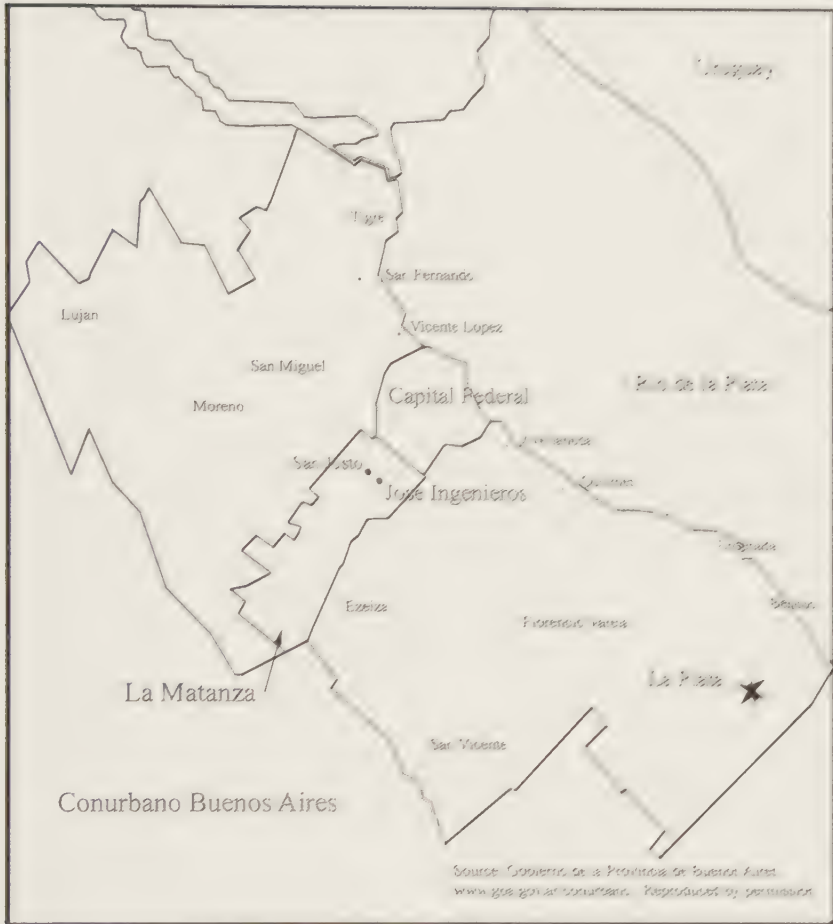 Uruguay
Tigre
San Fernando
Lujan
Vicente Lopez
San Miguel
Capital Federal
Rio de la Plata
Moreno
Avellaneda
San Justo
Jose Ingenieros
Quilmes
Ensenada
Ezeiza
Berisso
Florencio Varela
La Plata
La Matanza
San Vicente
Conurbano Buenos Aires
Source: Gobierno de la Provincia de Buenos Aires
Reproduced by permission.